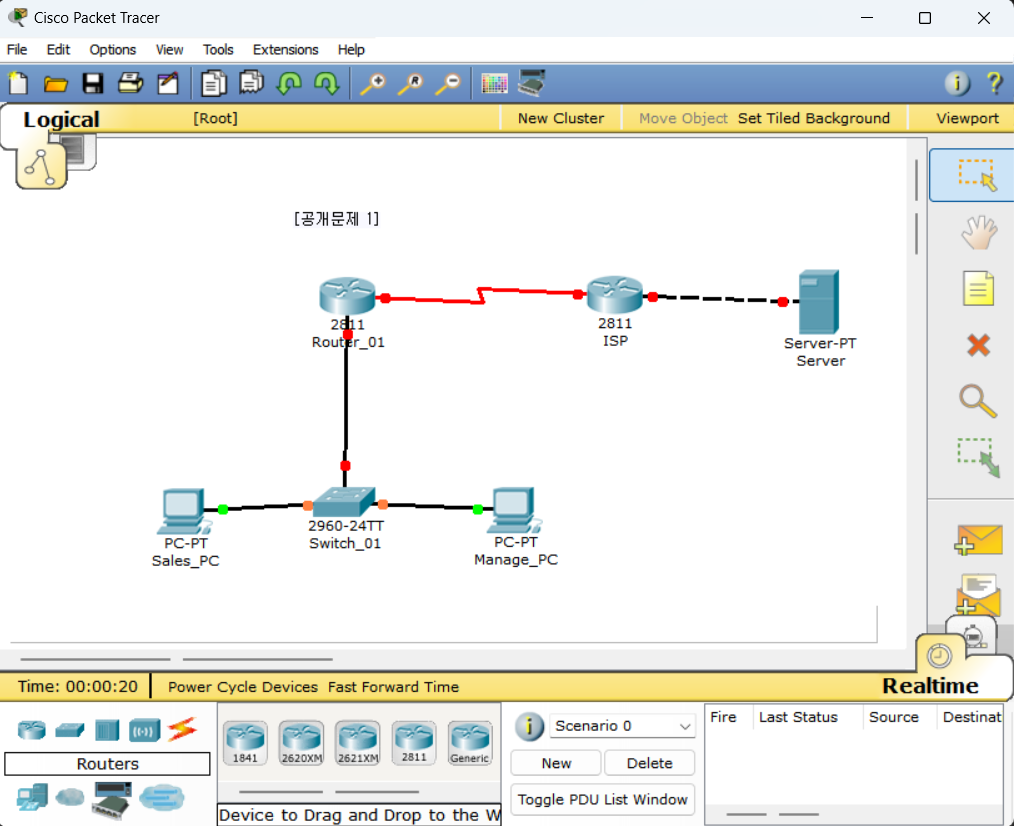 Cisco Packet Tracer
File Edit Options View Tools Extensions Help
Logical [Root] New Cluster Move Object Set Tiled Background Viewport
[공개문제 1]
2811
Router_01
2811
ISP
Server-PT
Server
2960-24TT
Switch_01
PC-PT
Sales_PC
PC-PT
Manage_PC
Time: 00:00:20 Power Cycle Devices Fast Forward Time Realtime
Routers
1841 2620XM 2621XM 2811 Generic
Device to Drag and Drop to the W
Scenario 0
New Delete
Toggle PDU List Window
Fire Last Status Source Destinat